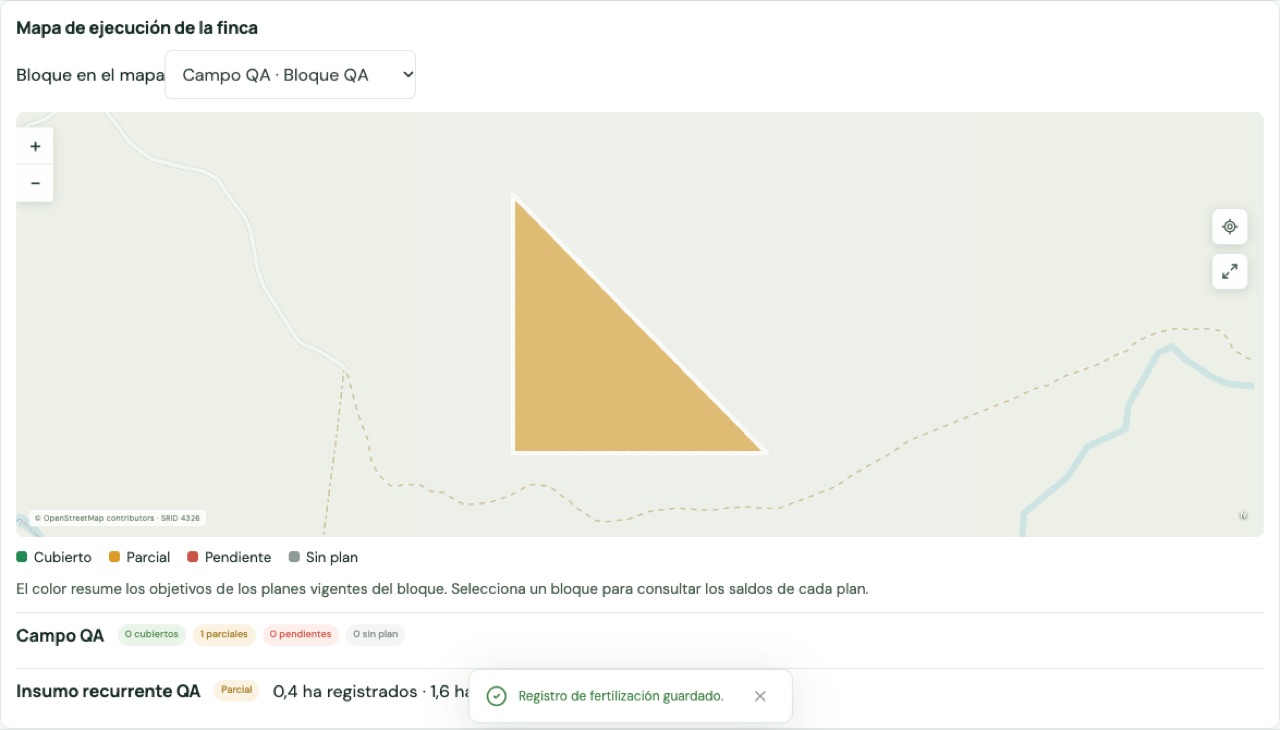 Mapa de ejecución de la finca
Bloque en el mapa Campo QA · Bloque QA
+
−
© OpenStreetMap contributors · SRID 4326
N
Cubierto Parcial Pendiente Sin plan
El color resume los objetivos de los planes vigentes del bloque. Selecciona un bloque para consultar los saldos de cada plan.
Campo QA 0 cubiertos 1 parciales 0 pendientes 0 sin plan
Insumo recurrente QA Parcial 0,4 ha registrados · 1,6 ha
Registro de fertilización guardado.